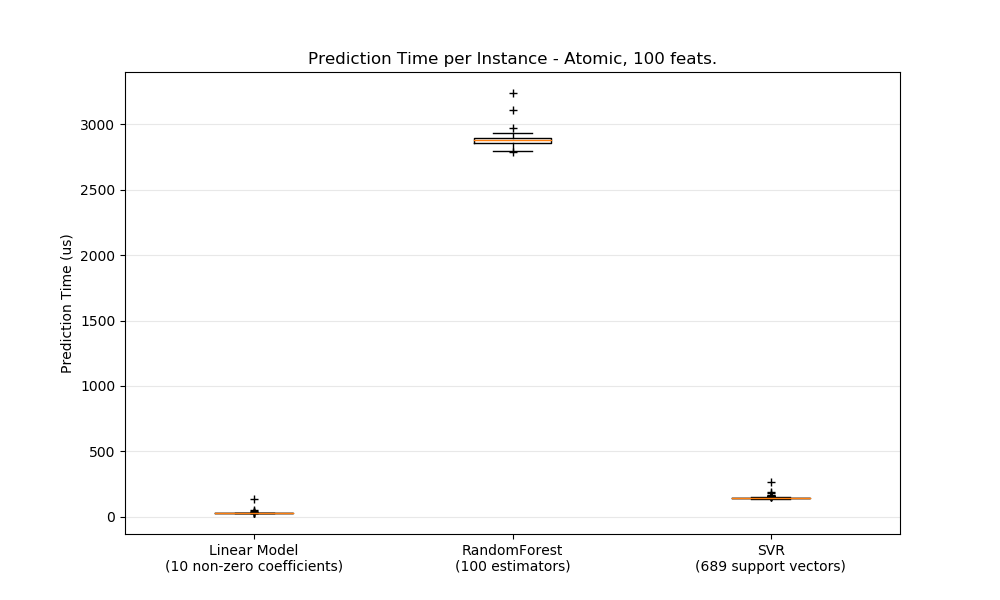 Prediction Time per Instance - Atomic, 100 feats.
Prediction Time (us)
3000
2500
2000
1500
1000
500
0
Linear Model
(10 non-zero coefficients)
RandomForest
(100 estimators)
SVR
(689 support vectors)